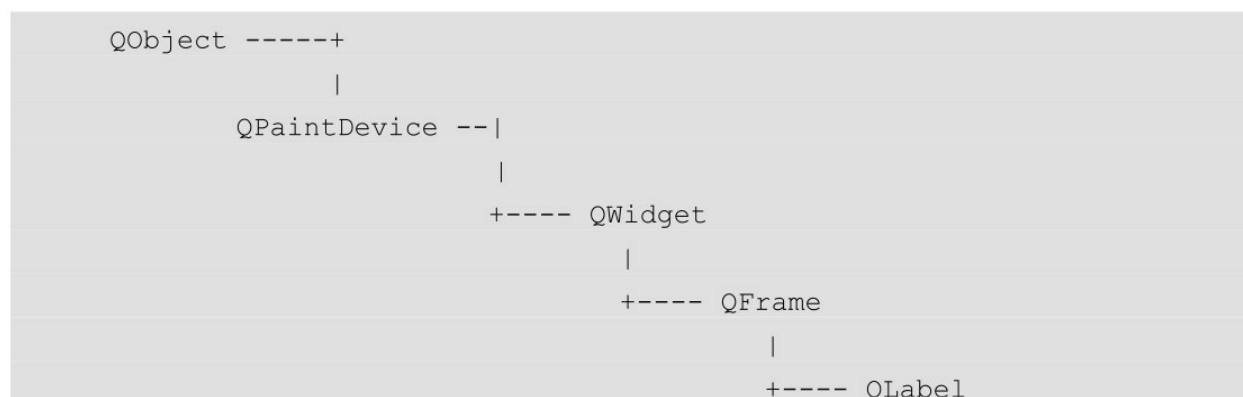 QObject -----+
|
QPaintDevice --|
|
+---- QWidget
|
+---- QFrame
|
+---- QLabel